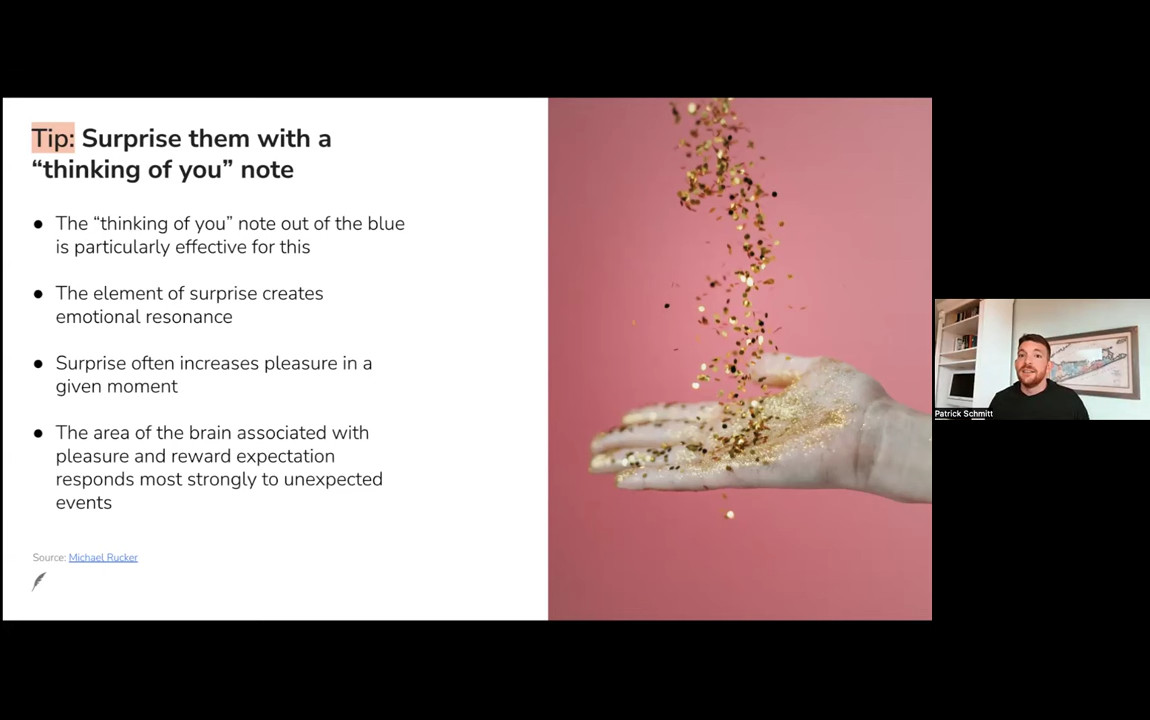 Tip: Surprise them with a
“thinking of you” note
● The “thinking of you” note out of the blue
is particularly effective for this
● The element of surprise creates
emotional resonance
● Surprise often increases pleasure in a
given moment
● The area of the brain associated with
pleasure and reward expectation
responds most strongly to unexpected
events
Source: Michael Rucker
Patrick Schmitt